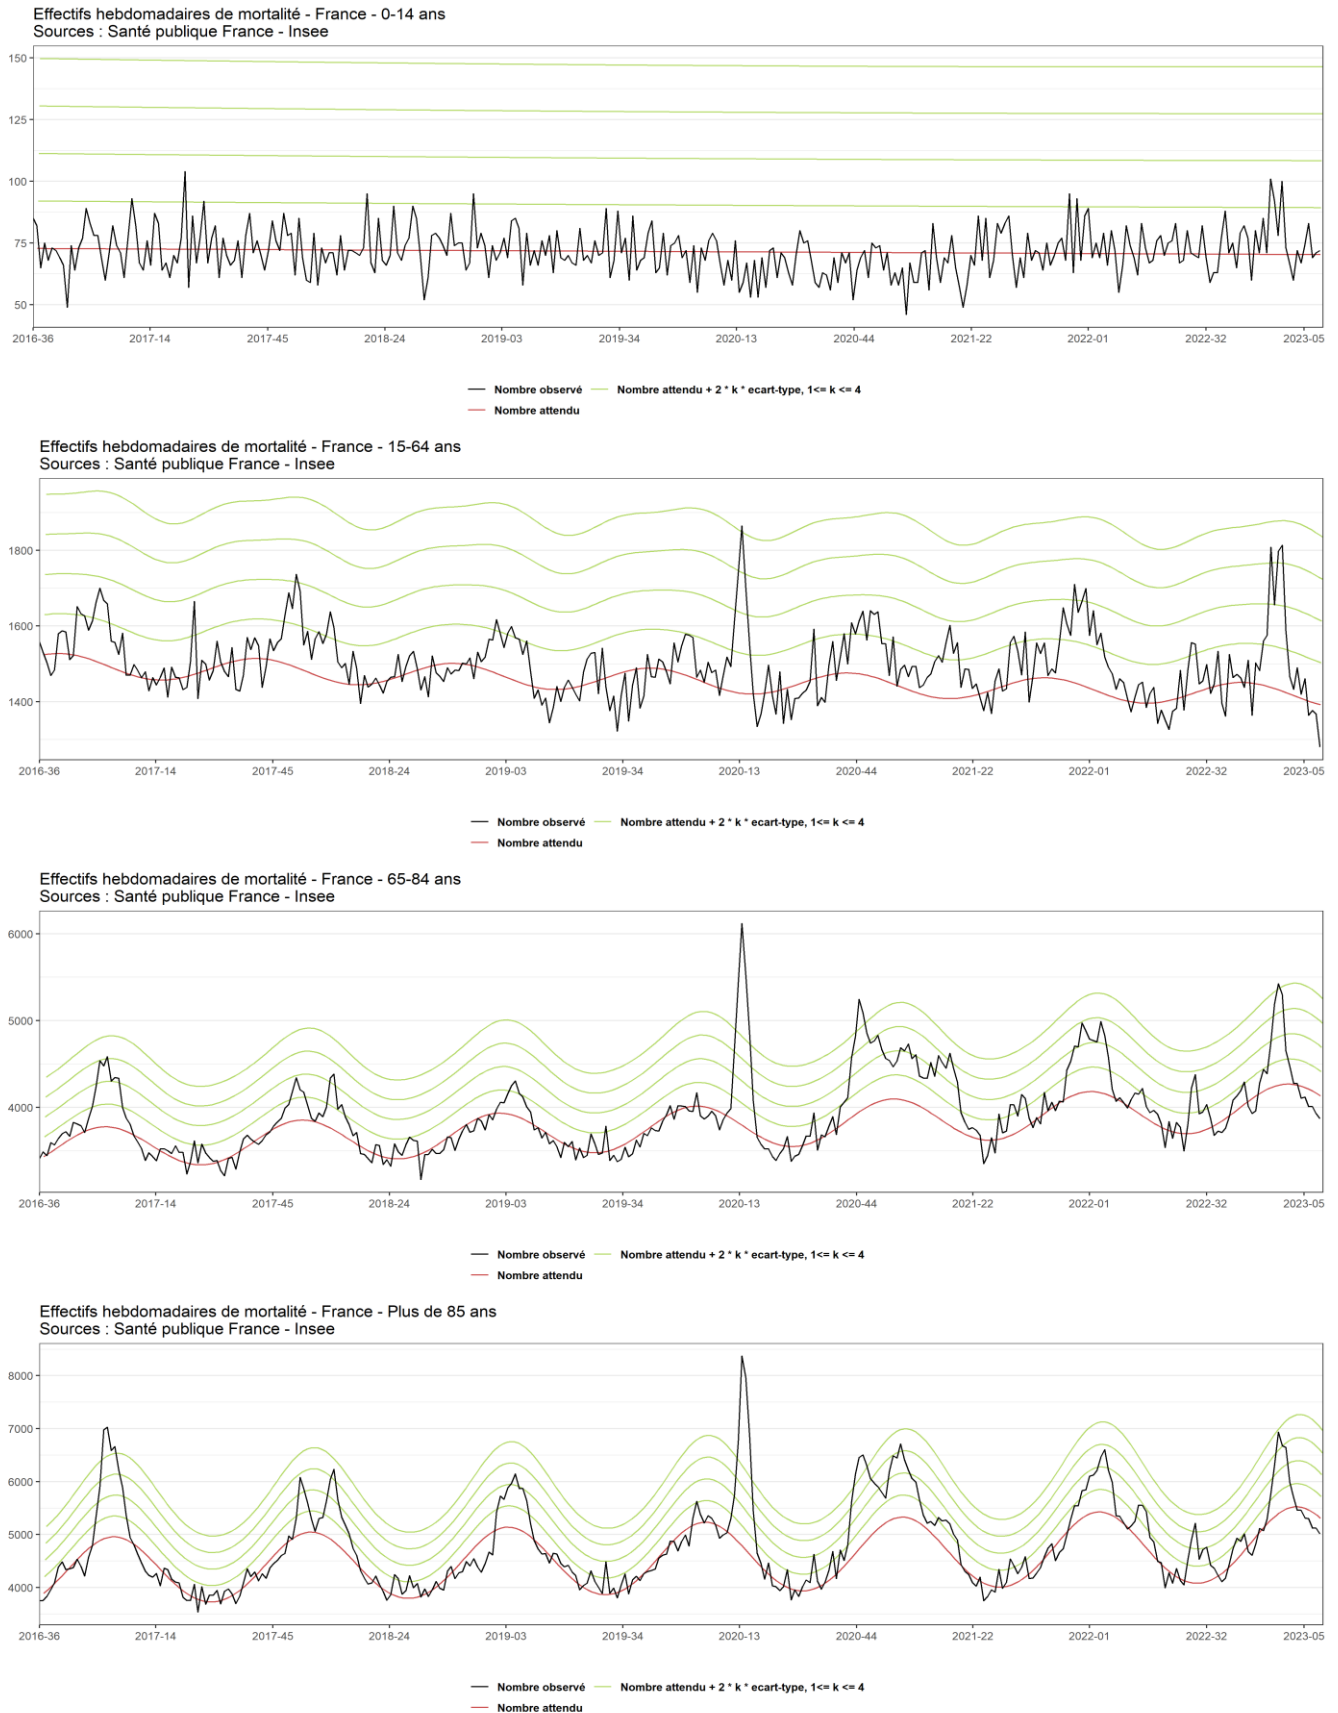 Effectifs hebdomadaires de mortalité - France - 0-14 ans
Sources : Santé publique France - Insee
150
125
100
75
50
2016-36 2017-14 2017-45 2018-24 2019-03 2019-34 2020-13 2020-44 2021-22 2022-01 2022-32 2023-05
Nombre observé Nombre attendu + 2 * k * ecart-type, 1<= k <= 4
Nombre attendu
Effectifs hebdomadaires de mortalité - France - 15-64 ans
Sources : Santé publique France - Insee
1800
1600
1400
2016-36 2017-14 2017-45 2018-24 2019-03 2019-34 2020-13 2020-44 2021-22 2022-01 2022-32 2023-05
Nombre observé Nombre attendu + 2 * k * ecart-type, 1<= k <= 4
Nombre attendu
Effectifs hebdomadaires de mortalité - France - 65-84 ans
Sources : Santé publique France - Insee
6000
5000
4000
2016-36 2017-14 2017-45 2018-24 2019-03 2019-34 2020-13 2020-44 2021-22 2022-01 2022-32 2023-05
Nombre observé Nombre attendu + 2 * k * ecart-type, 1<= k <= 4
Nombre attendu
Effectifs hebdomadaires de mortalité - France - Plus de 85 ans
Sources : Santé publique France - Insee
8000
7000
6000
5000
4000
2016-36 2017-14 2017-45 2018-24 2019-03 2019-34 2020-13 2020-44 2021-22 2022-01 2022-32 2023-05
Nombre observé Nombre attendu + 2 * k * ecart-type, 1<= k <= 4
Nombre attendu